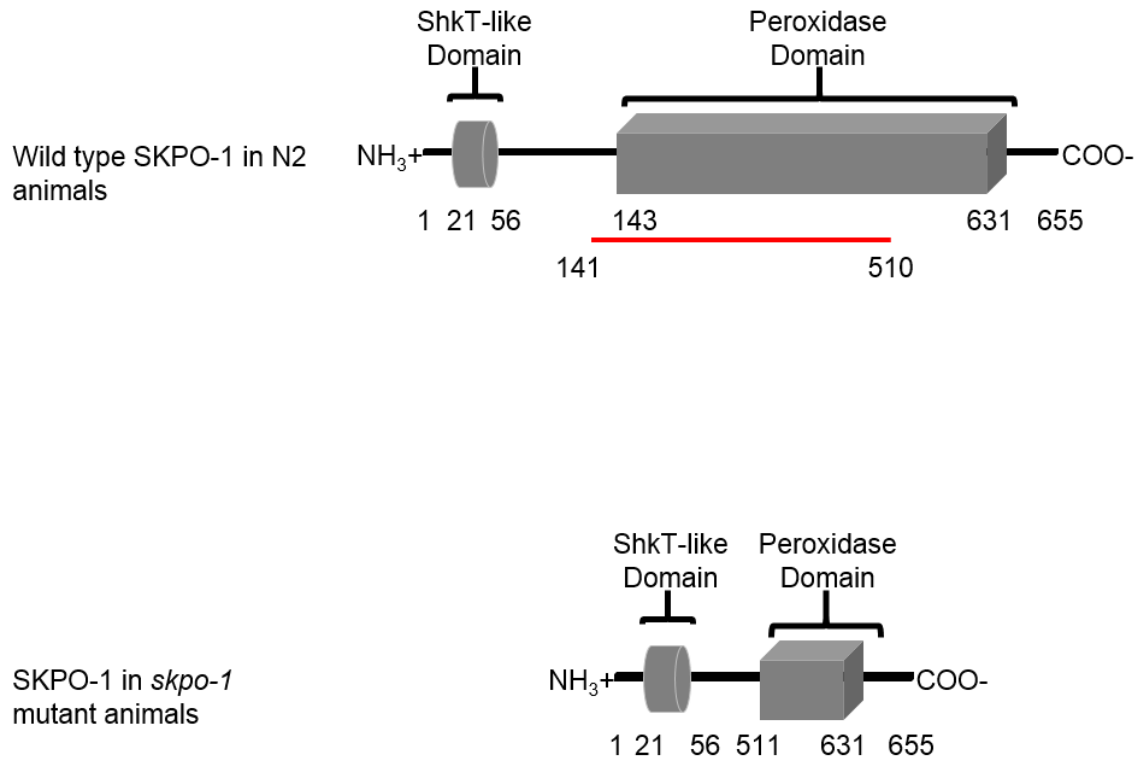 ShkT-like
Domain
Peroxidase
Domain
Wild type SKPO-1 in N2
animals
NH3+
COO-
1 21 56 143 631 655
141 510
ShkT-like
Domain
Peroxidase
Domain
SKPO-1 in skpo-1
mutant animals
NH3+
COO-
1 21 56 511 631 655